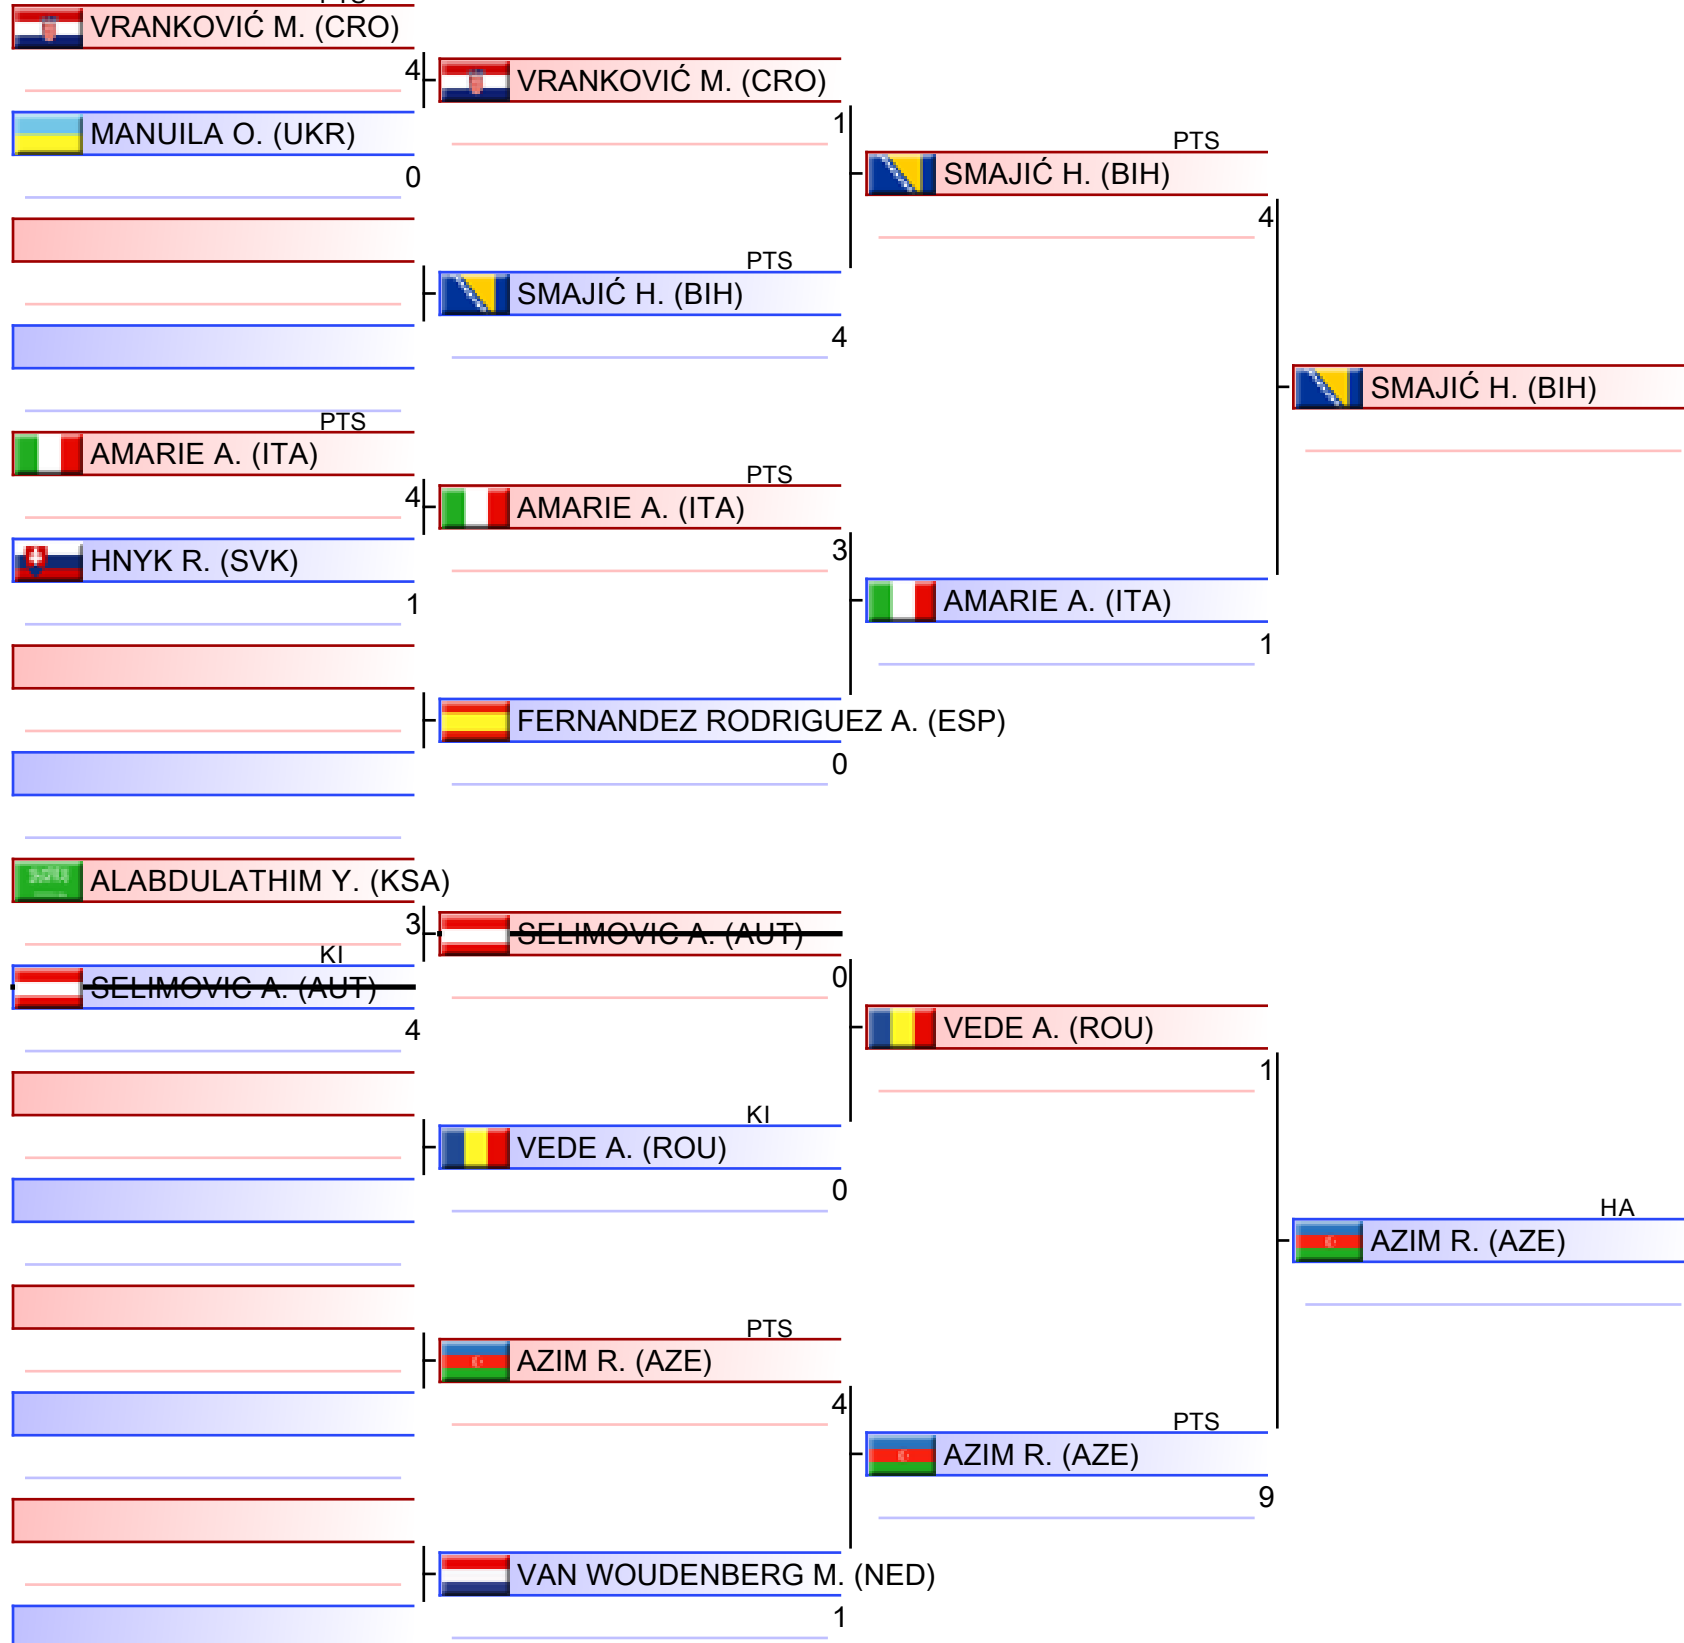 PTS
VRANKOVIĆ M. (CRO)
4
MANUILA O. (UKR)
0
PTS
AMARIE A. (ITA)
4
HNYK R. (SVK)
1
ALABDULATHIM Y. (KSA)
3
KI
SELIMOVIC A. (AUT)
4
VRANKOVIĆ M. (CRO)
1
PTS
SMAJIĆ H. (BIH)
4
PTS
AMARIE A. (ITA)
3
FERNANDEZ RODRIGUEZ A. (ESP)
0
SELIMOVIC A. (AUT)
0
KI
VEDE A. (ROU)
0
PTS
AZIM R. (AZE)
4
VAN WOUDENBERG M. (NED)
1
PTS
SMAJIĆ H. (BIH)
4
AMARIE A. (ITA)
1
VEDE A. (ROU)
1
PTS
AZIM R. (AZE)
9
SMAJIĆ H. (BIH)
HA
AZIM R. (AZE)